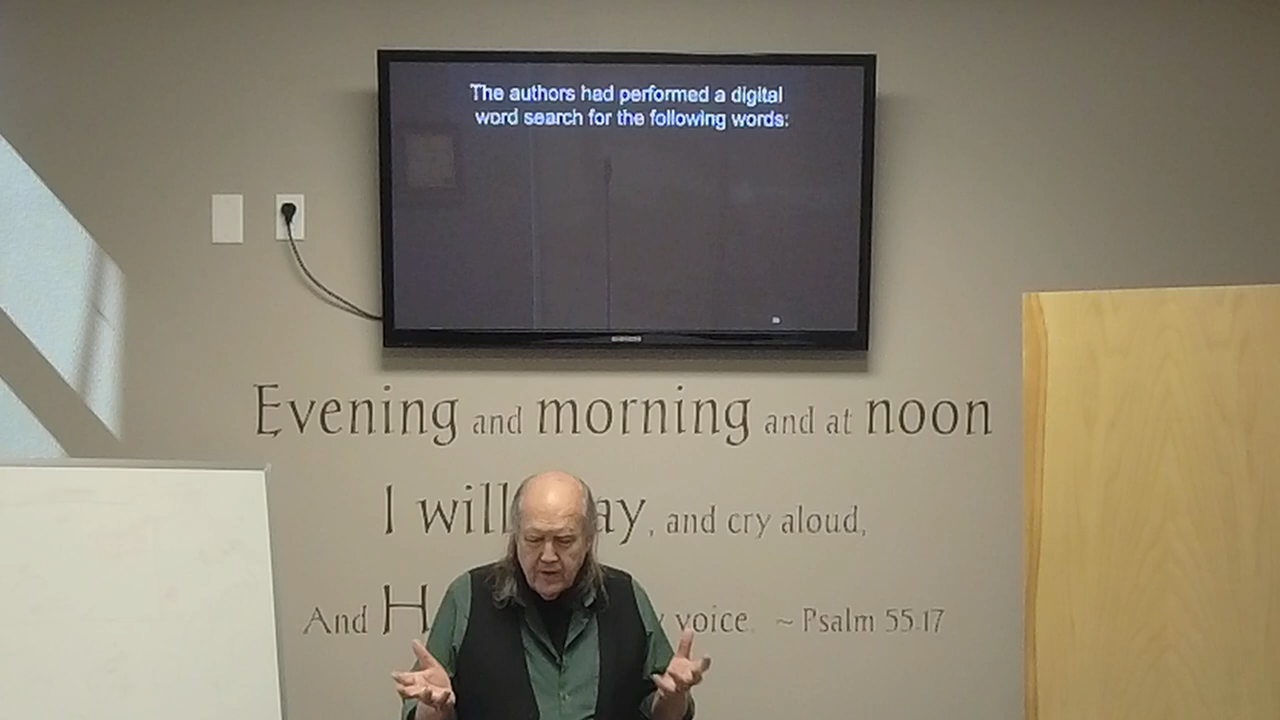 The authors had performed a digital
word search for the following words:
Evening and morning and at noon
I will ay, and cry aloud,
And H y voice. ~ Psalm 55:17